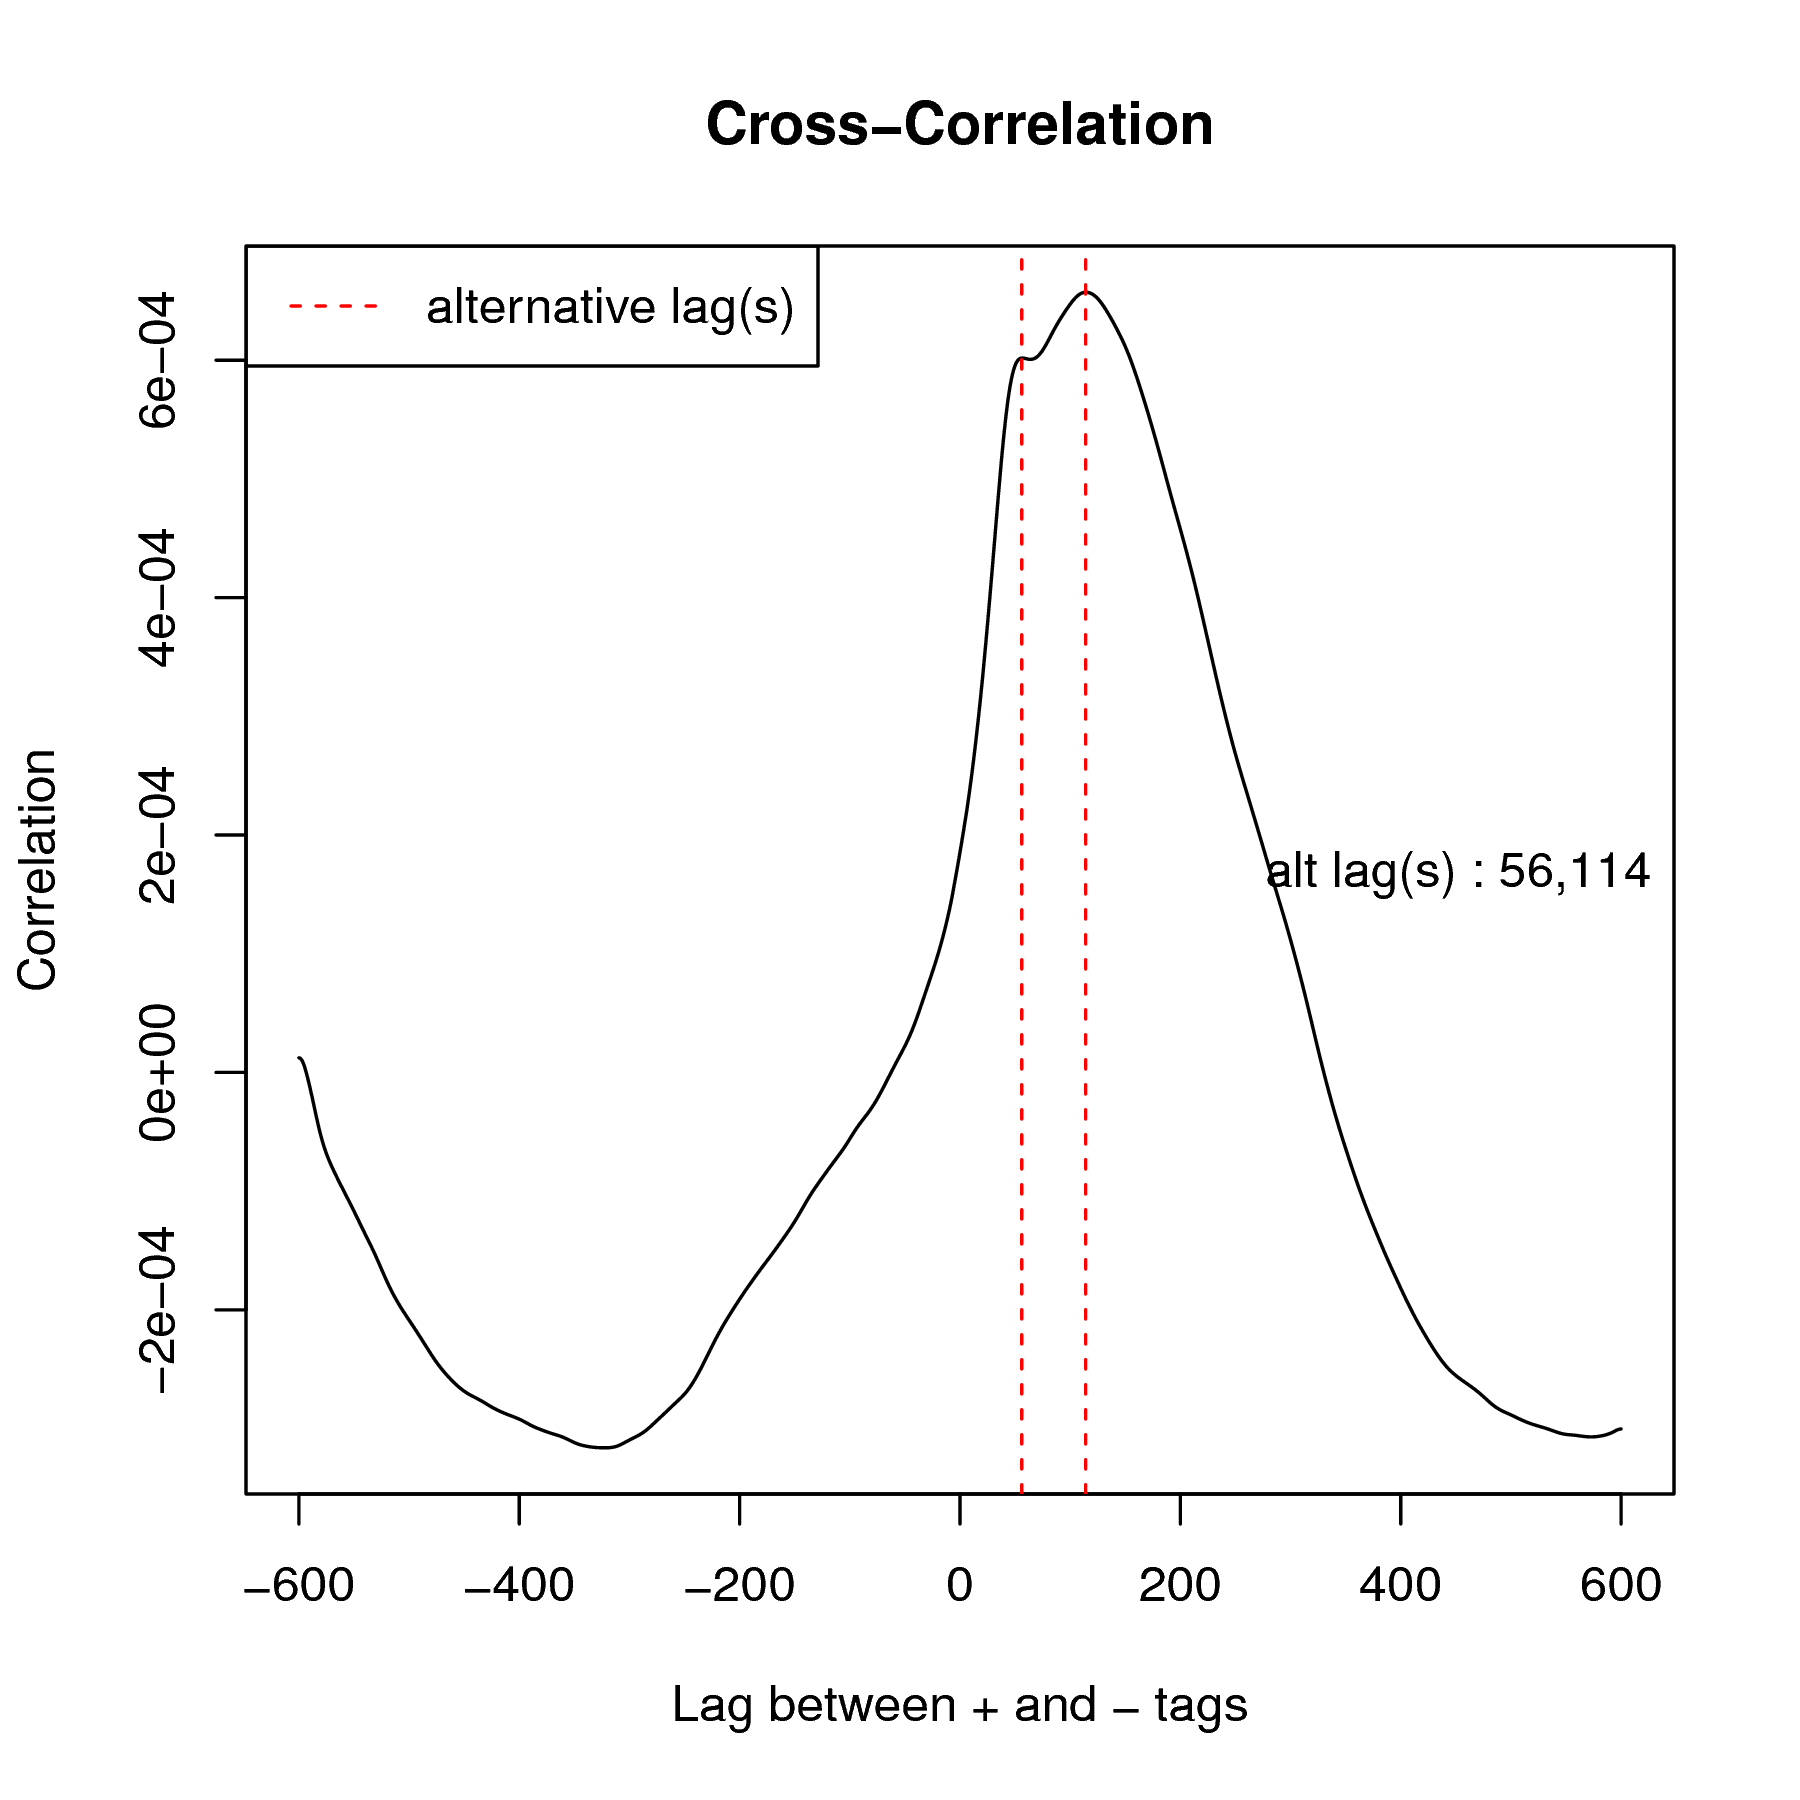 Cross−Correlation
alternative lag(s)
6e−04
4e−04
2e−04
0e+00
−2e−04
Correlation
alt lag(s) : 56,114
−600 −400 −200 0 200 400 600
Lag between + and − tags